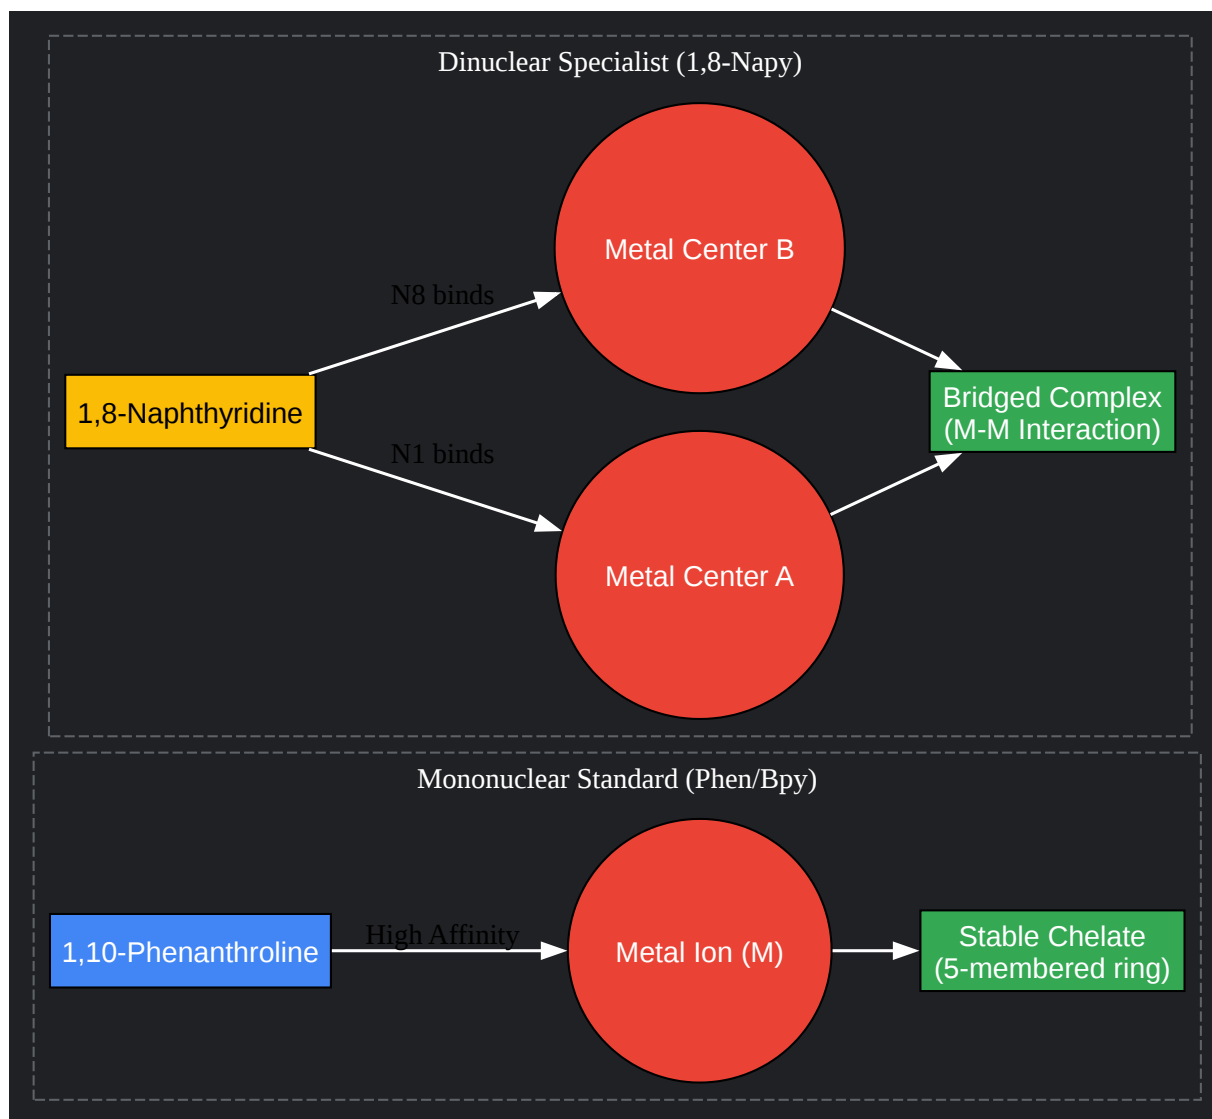 Dinuclear Specialist (1,8-Napy)
Metal Center B
N8 binds
1,8-Naphthyridine
Bridged Complex
(M-M Interaction)
N1 binds
Metal Center A
Mononuclear Standard (Phen/Bpy)
1,10-Phenanthroline
High Affinity
Metal Ion (M)
Stable Chelate
(5-membered ring)